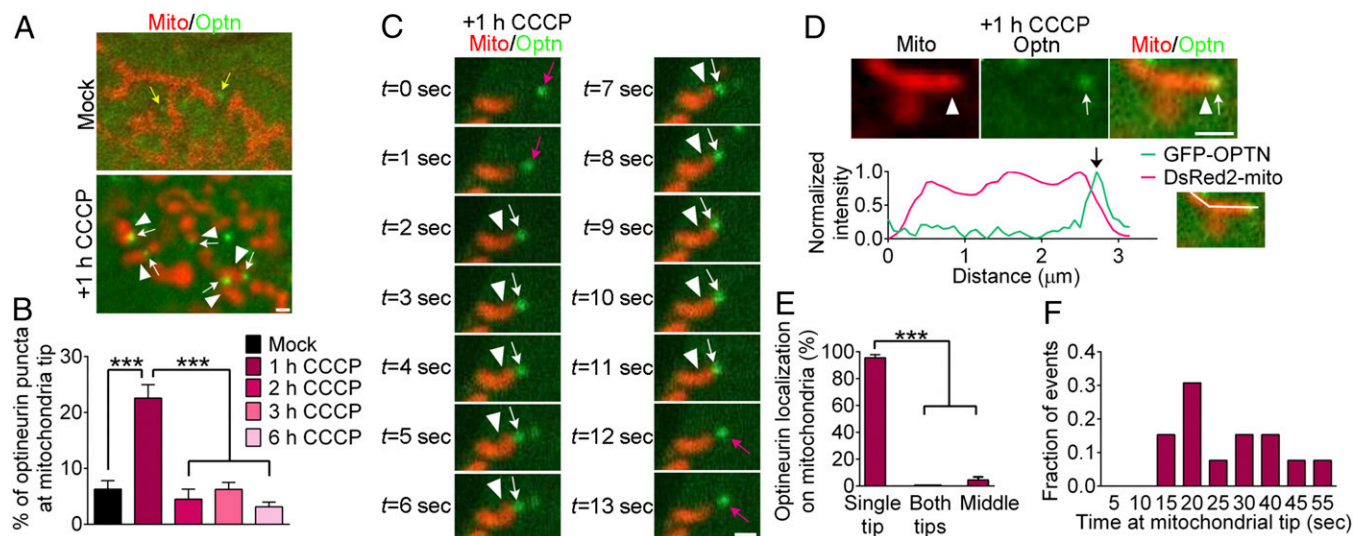 A
Mito/Optn
Mock
+1 h CCCP
B
% of optineurin puncta
at mitochondria tip
30
20
10
0
***
***
Mock
1 h CCCP
2 h CCCP
3 h CCCP
6 h CCCP
C
+1 h CCCP
Mito/Optn
t=0 sec
t=1 sec
t=2 sec
t=3 sec
t=4 sec
t=5 sec
t=6 sec
t=7 sec
t=8 sec
t=9 sec
t=10 sec
t=11 sec
t=12 sec
t=13 sec
D
+1 h CCCP
Mito
Optn
Mito/Optn
Normalized
intensity
1.0
0.5
0
0
1
2
3
Distance (μm)
GFP-OPTN
DsRed2-mito
E
Optineurin localization
on mitochondria (%)
100
80
60
40
20
0
***
Single
tip
Both
tips
Middle
F
Fraction of events
0.4
0.3
0.2
0.1
0.0
5 10 15 20 25 30 40 45 55
Time at mitochondrial tip (sec)